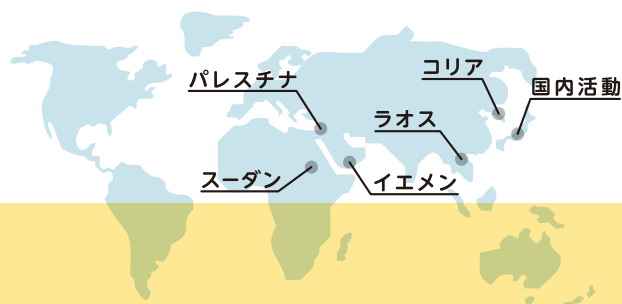 コリア
パレスチナ
国内活動
ラオス
スーダン
イエメン